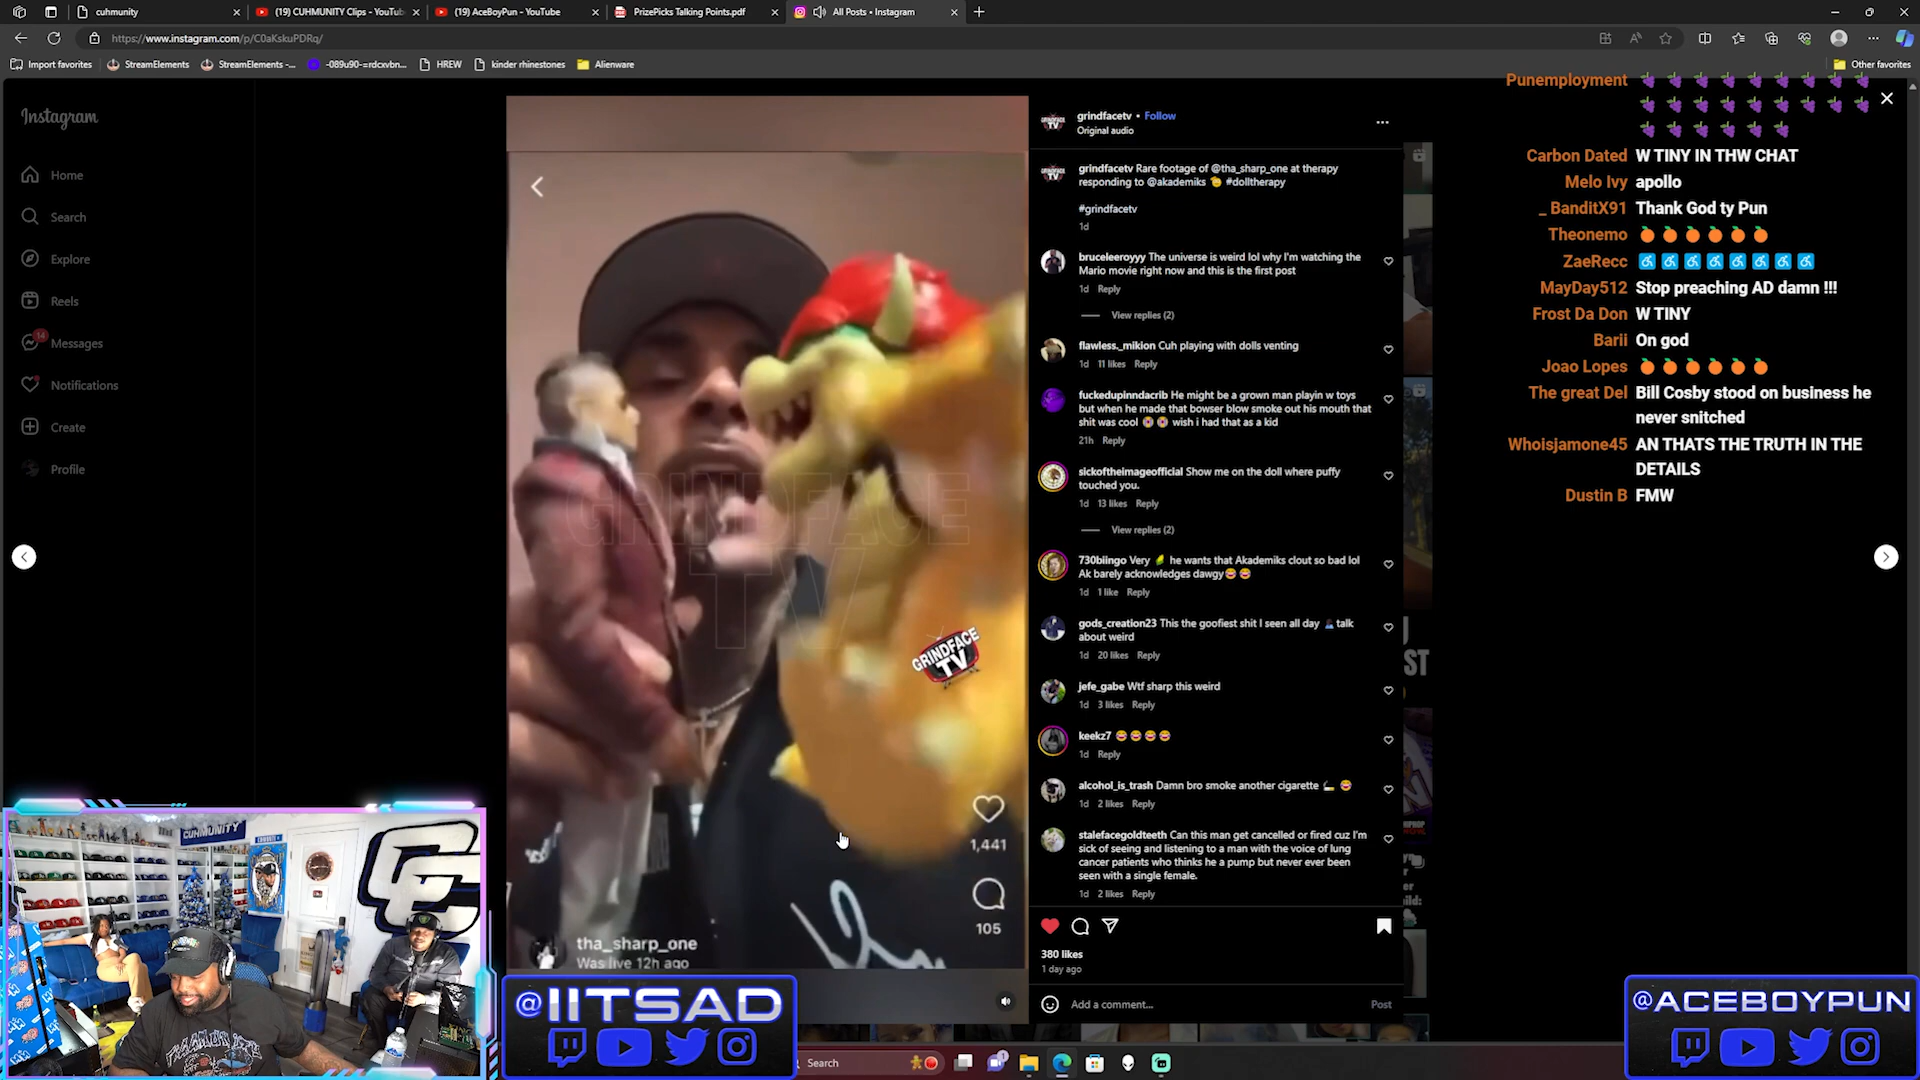 cuhmunity
(19) CUHMUNITY Clips - YouTub
(19) AceBoyPun - YouTube
PrizePicks Talking Points.pdf
All Posts • Instagram
https://www.instagram.com/p/C0aKskuPDRq/
Import favorites
StreamElements
StreamElements -...
-089u90-=rdcxvbn...
HREW
kinder rhinestones
Alienware
Other favorites
Instagram
Home
Search
Explore
Reels
14
Messages
Notifications
Create
Profile
GRINDFACE
TV
GRINDFACE
TV
1,441
105
tha_sharp_one
Was live 12h ago
grindfacetv • Follow
Original audio
grindfacetv Rare footage of @tha_sharp_one at therapy
responding to @akademiks #dolltherapy
#grindfacetv
1d
bruceleeroyyy The universe is weird lol why I'm watching the
Mario movie right now and this is the first post
1d Reply
View replies (2)
flawless._mikion Cuh playing with dolls venting
1d 11 likes Reply
fuckedupinndacrib He might be a grown man playin w toys
but when he made that bowser blow smoke out his mouth that
shit was cool wish i had that as a kid
21h Reply
sickoftheimageofficial Show me on the doll where puffy
touched you.
1d 13 likes Reply
View replies (2)
730biingo Very he wants that Akademiks clout so bad lol
Ak barely acknowledges dawgy
1d 1 like Reply
gods_creation23 This the goofiest shit I seen all day talk
about weird
1d 20 likes Reply
jefe_gabe Wtf sharp this weird
1d 3 likes Reply
keekz7
1d Reply
alcohol_is_trash Damn bro smoke another cigarette
1d 2 likes Reply
stalefacegoldteeth Can this man get cancelled or fired cuz I'm
sick of seeing and listening to a man with the voice of lung
cancer patients who thinks he a pump but never ever been
seen with a single female.
1d 2 likes Reply
380 likes
1 day ago
Add a comment...
Post
Punemployment
Carbon Dated W TINY IN THW CHAT
Melo Ivy apollo
_ BanditX91 Thank God ty Pun
Theonemo
ZaeRecc
MayDay512 Stop preaching AD damn !!!
Frost Da Don W TINY
Barii On god
Joao Lopes
The great Del Bill Cosby stood on business he
never snitched
Whoisjamone45 AN THATS THE TRUTH IN THE
DETAILS
Dustin B FMW
CUHMUNITY
CC
@IITSAD
@ACEBOYPUN
Search